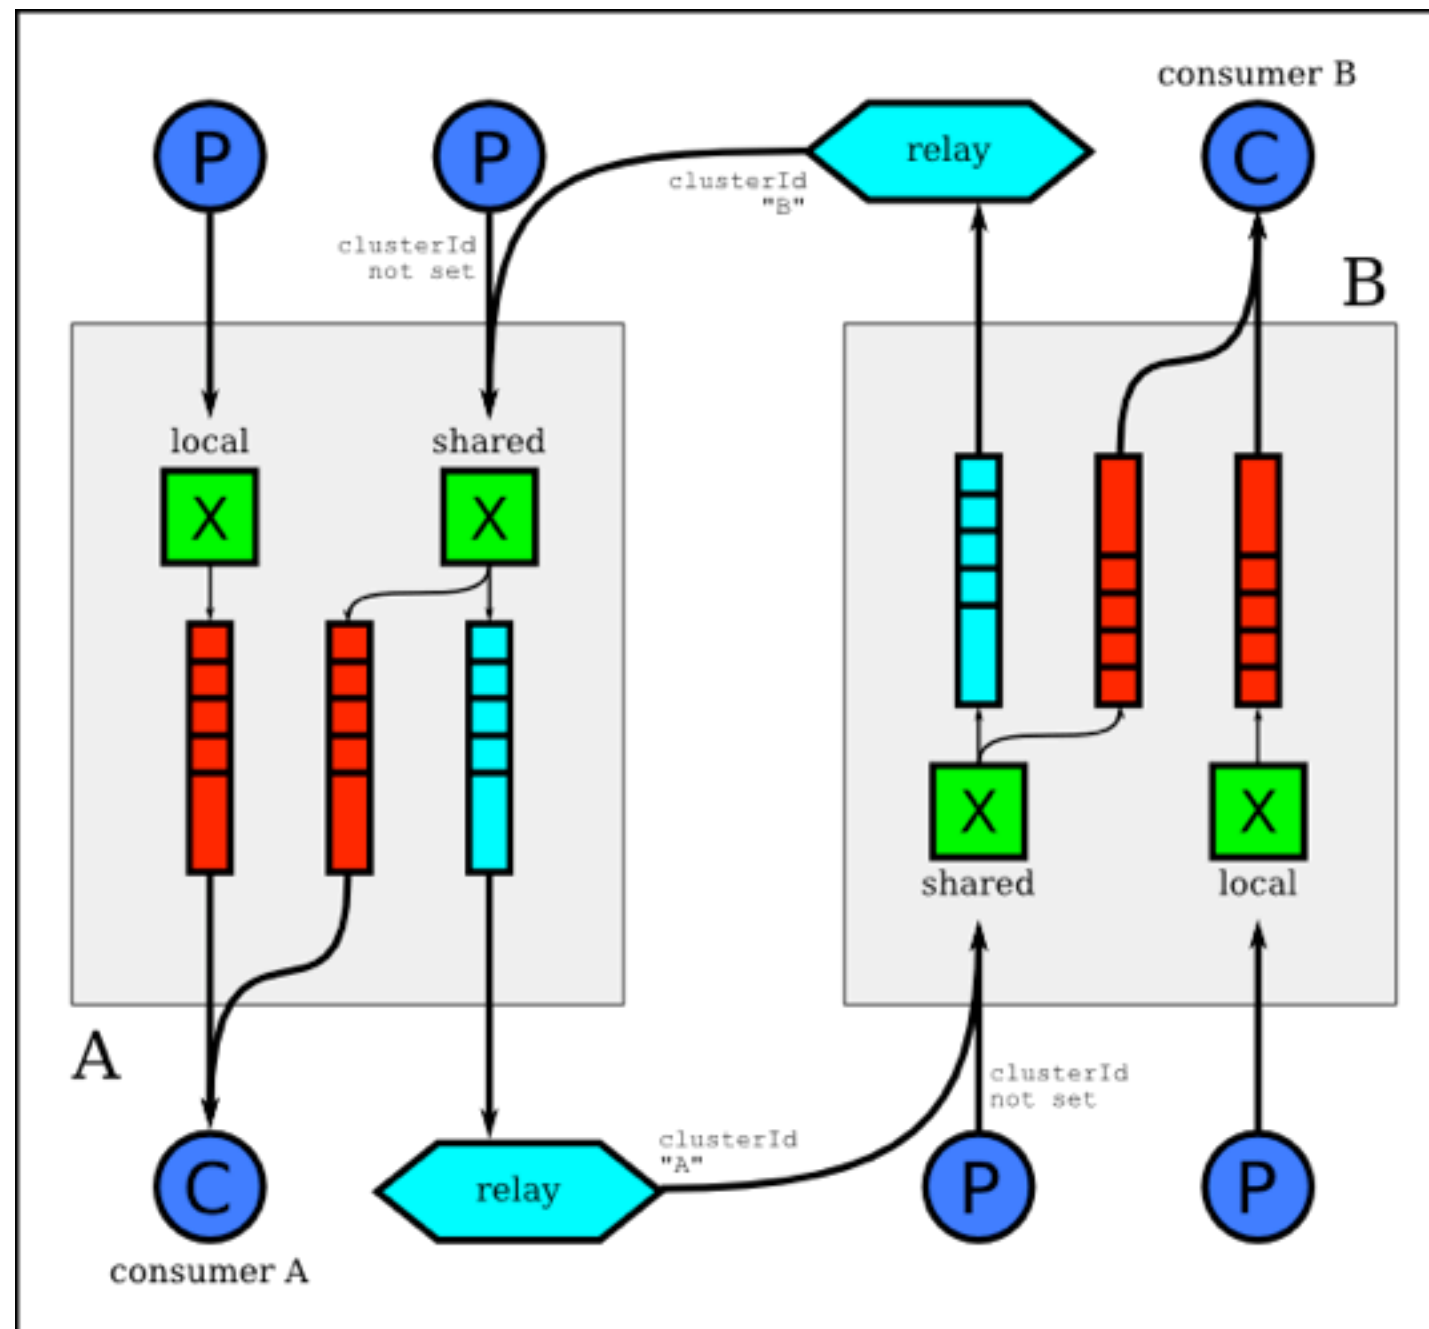 consumer B
P
P
relay
C
clusterId
"B"
clusterId
not set
B
local
shared
X
X
X
X
shared
local
A
clusterId
not set
clusterId
"A"
C
relay
P
P
consumer A